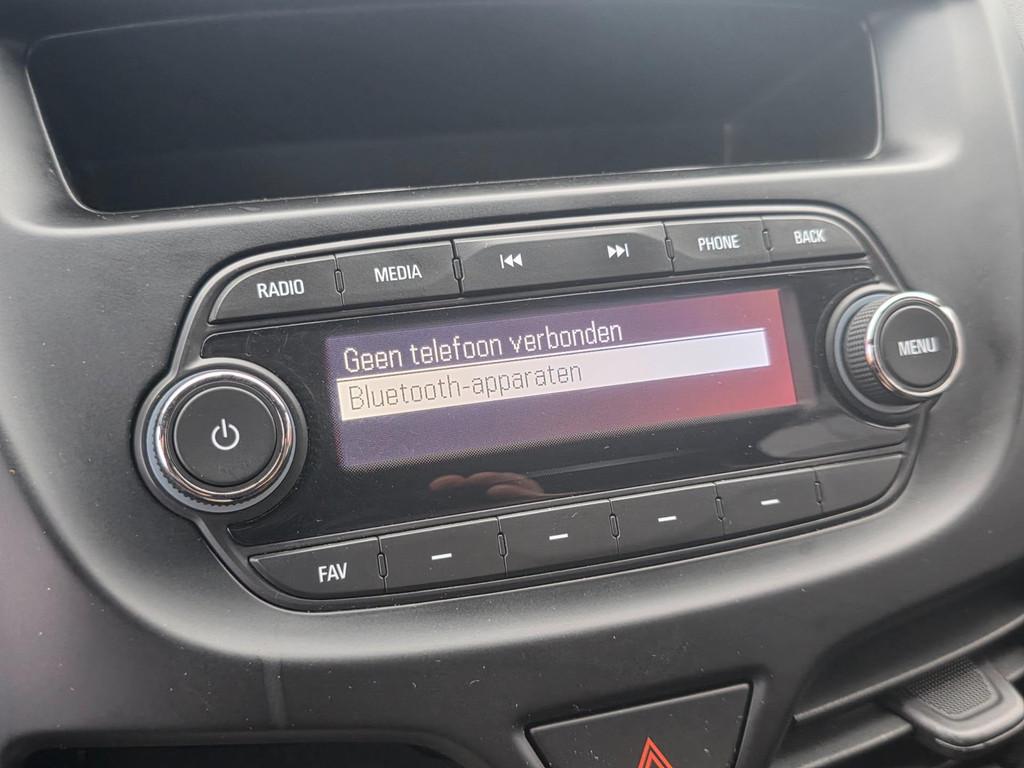 RADIO
MEDIA
PHONE
BACK
Geen telefoon verbonden
Bluetooth-apparaten
MENU
FAV